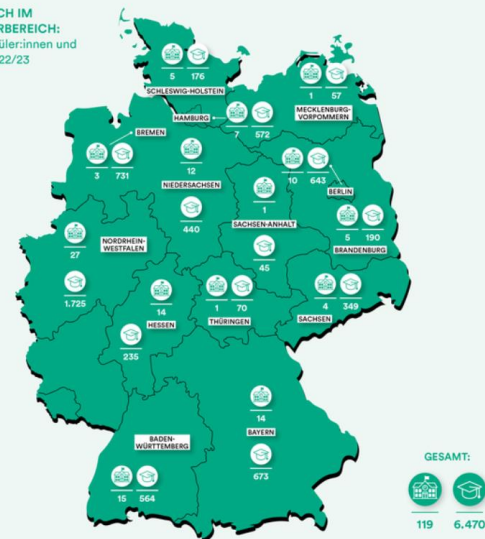 CH IM
RBEREICH:
üler:innen und
22/23
5 176
SCHLESWIG-HOLSTEIN
1 57
MECKLENBURG-
VORPOMMERN
HAMBURG
7 572
BREMEN
3 731
12
NIEDERSACHSEN
440
10 643
BERLIN
1
SACHSEN-ANHALT
45
5 190
BRANDENBURG
27
NORDRHEIN-
WESTFALEN
1.725
14
HESSEN
235
1 70
THÜRINGEN
4 349
SACHSEN
14
BAYERN
673
BADEN-
WÜRTTEMBERG
15 564
GESAMT:
119 6.470